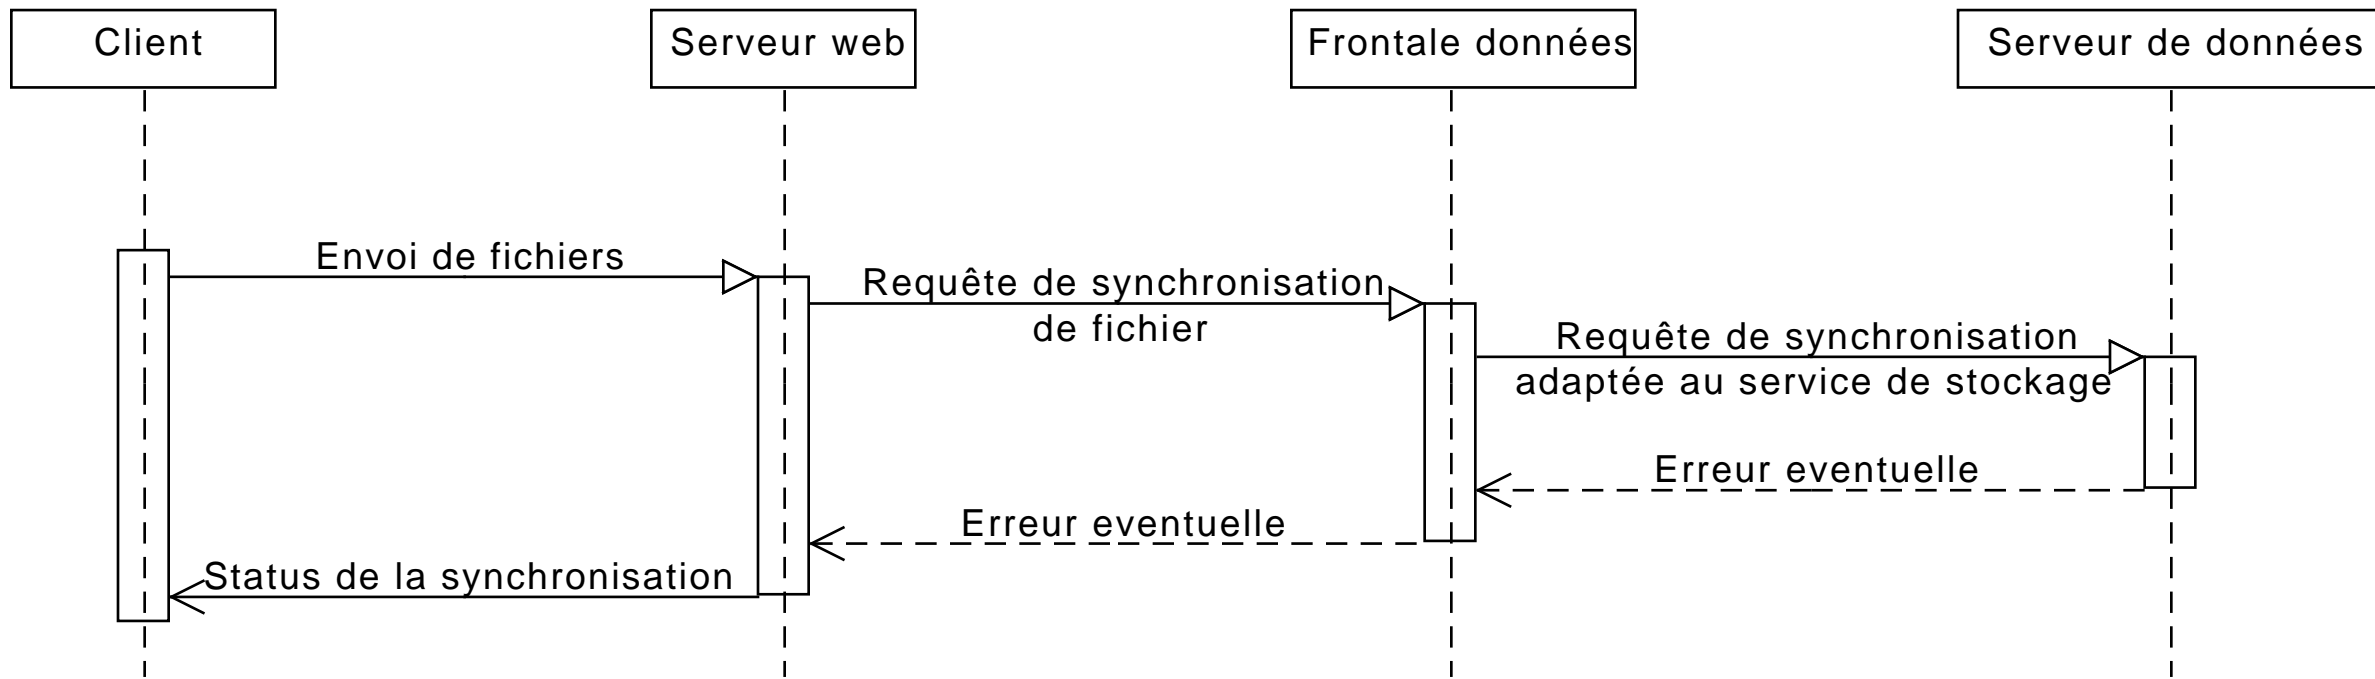 Client
Serveur web
Frontale données
Serveur de données
Envoi de fichiers
Requête de synchronisation
de fichier
Requête de synchronisation
adaptée au service de stockage
Erreur eventuelle
Erreur eventuelle
Status de la synchronisation